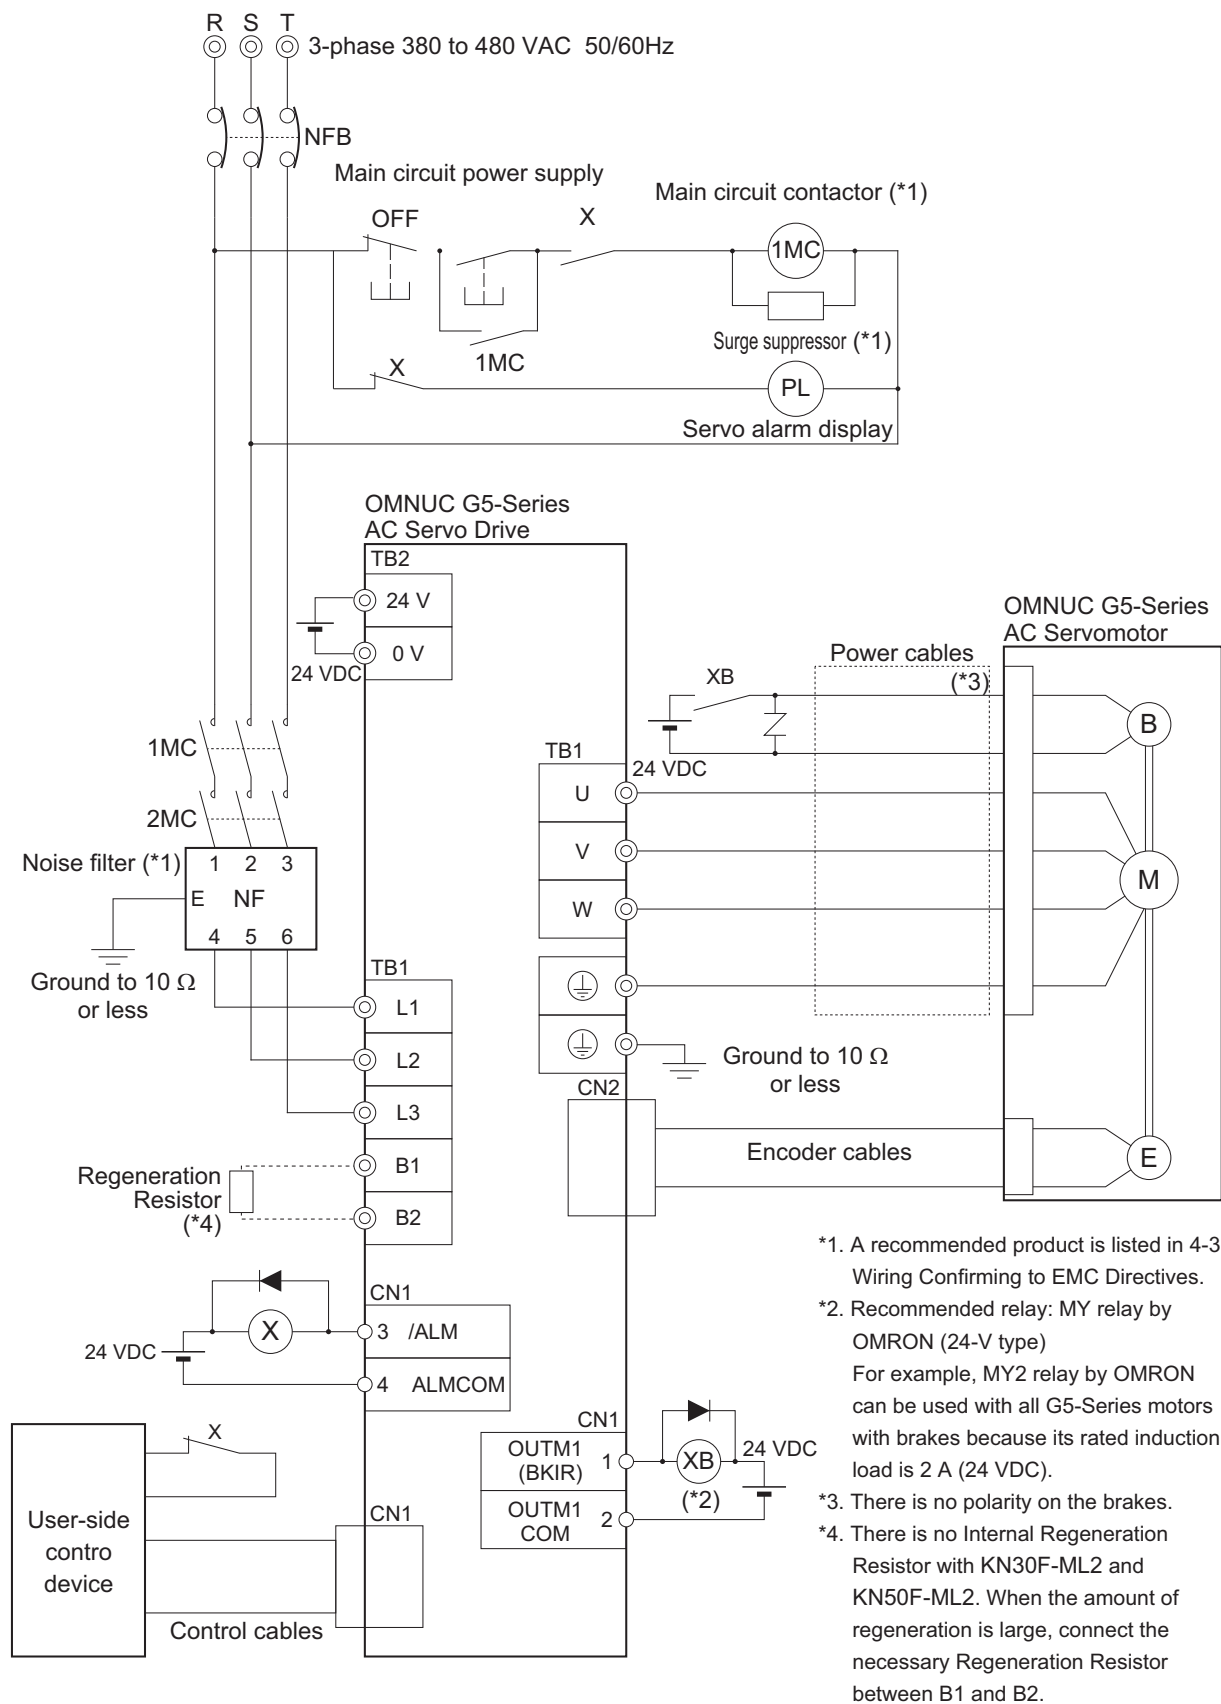 R S T
3-phase 380 to 480 VAC 50/60Hz
NFB
Main circuit power supply
Main circuit contactor (*1)
OFF
X
1MC
1MC
Surge suppressor (*1)
X
PL
Servo alarm display
OMNUC G5-Series
AC Servo Drive
TB2
24 V
0 V
24 VDC
OMNUC G5-Series
AC Servomotor
Power cables
(*3)
XB
B
24 VDC
1MC
2MC
TB1
U
V
W
M
Noise filter (*1)
1 2 3
E NF
4 5 6
Ground to 10 Ω
or less
TB1
L1
L2
L3
B1
B2
Ground to 10 Ω
or less
CN2
Encoder cables
E
Regeneration
Resistor
(*4)
CN1
X
3 /ALM
24 VDC
4 ALMCOM
CN1
OUTM1
(BKIR)
1
XB
24 VDC
(*2)
OUTM1
COM
2
X
User-side
contro
device
CN1
Control cables
*1. A recommended product is listed in 4-3
Wiring Confirming to EMC Directives.
*2. Recommended relay: MY relay by
OMRON (24-V type)
For example, MY2 relay by OMRON
can be used with all G5-Series motors
with brakes because its rated induction
load is 2 A (24 VDC).
*3. There is no polarity on the brakes.
*4. There is no Internal Regeneration
Resistor with KN30F-ML2 and
KN50F-ML2. When the amount of
regeneration is large, connect the
necessary Regeneration Resistor
between B1 and B2.